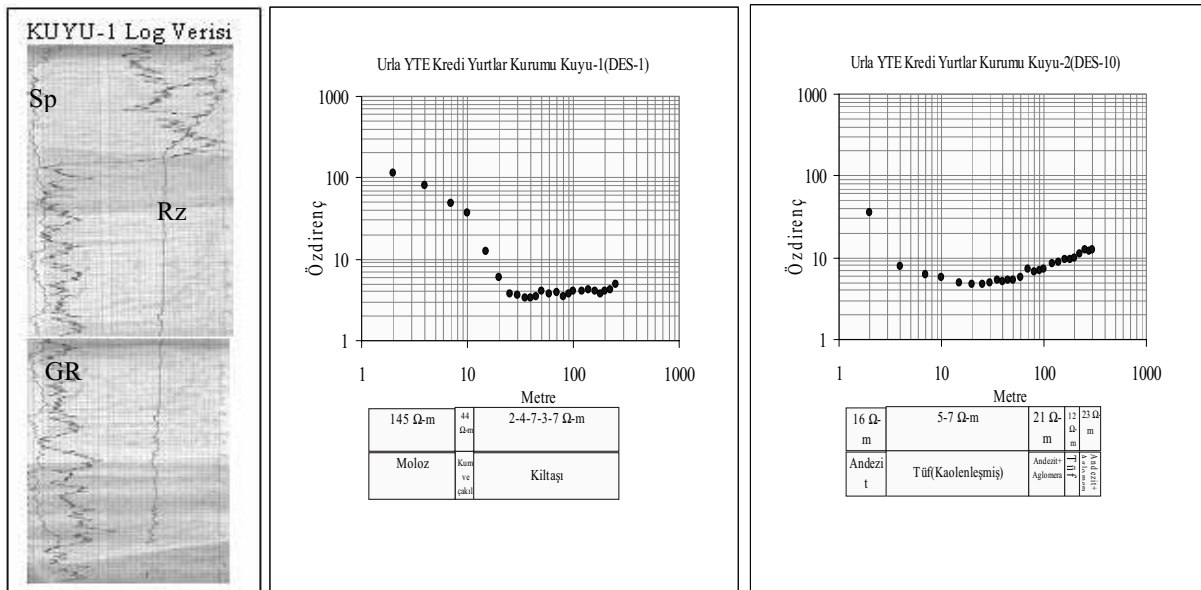 KUYU-1 Log Verisi
Sp
Rz
GR
Urla YTE Kredi Yurtlar Kurumu Kuyu-1(DES-1)
Özdirenç
1000
100
10
1
1 10 100 1000
Metre
145 Ω-m
44 Ω-m
2-4-7-3-7 Ω-m
Moloz
Kum
ve
çakıl
Kiltaşı
Urla YTE Kredi Yurtlar Kurumu Kuyu-2(DES-10)
Özdirenç
1000
100
10
1
1 10 100 1000
Metre
16 Ω-
m
5-7 Ω-m
21 Ω-
m
12
Ω-
m
23 Ω-
m
Andezi
t
Tüf(Kaolenleşmiş)
Andezit+
Aglomera
Tüf
Andezit+